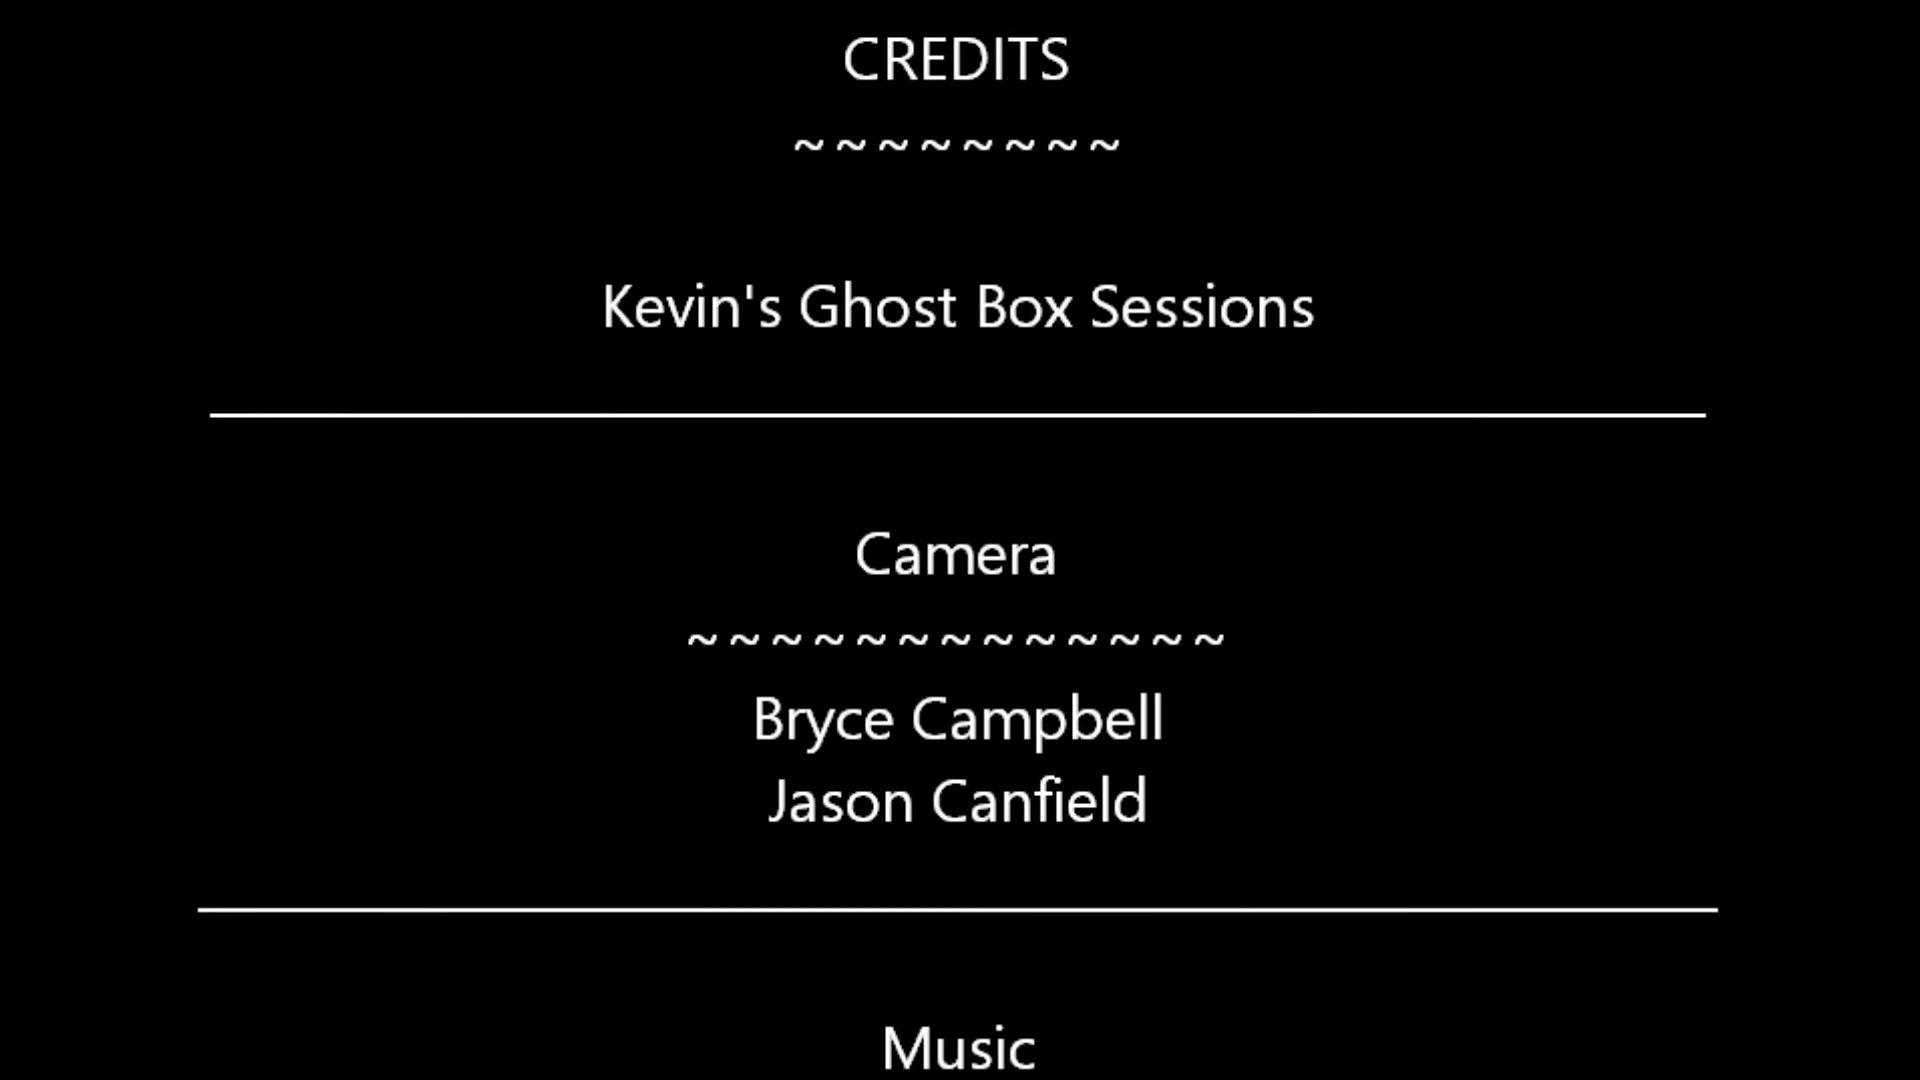 CREDITS
~ ~ ~ ~ ~ ~ ~ ~
Kevin's Ghost Box Sessions
Camera
~ ~ ~ ~ ~ ~ ~ ~ ~ ~ ~ ~ ~
Bryce Campbell
Jason Canfield
Music